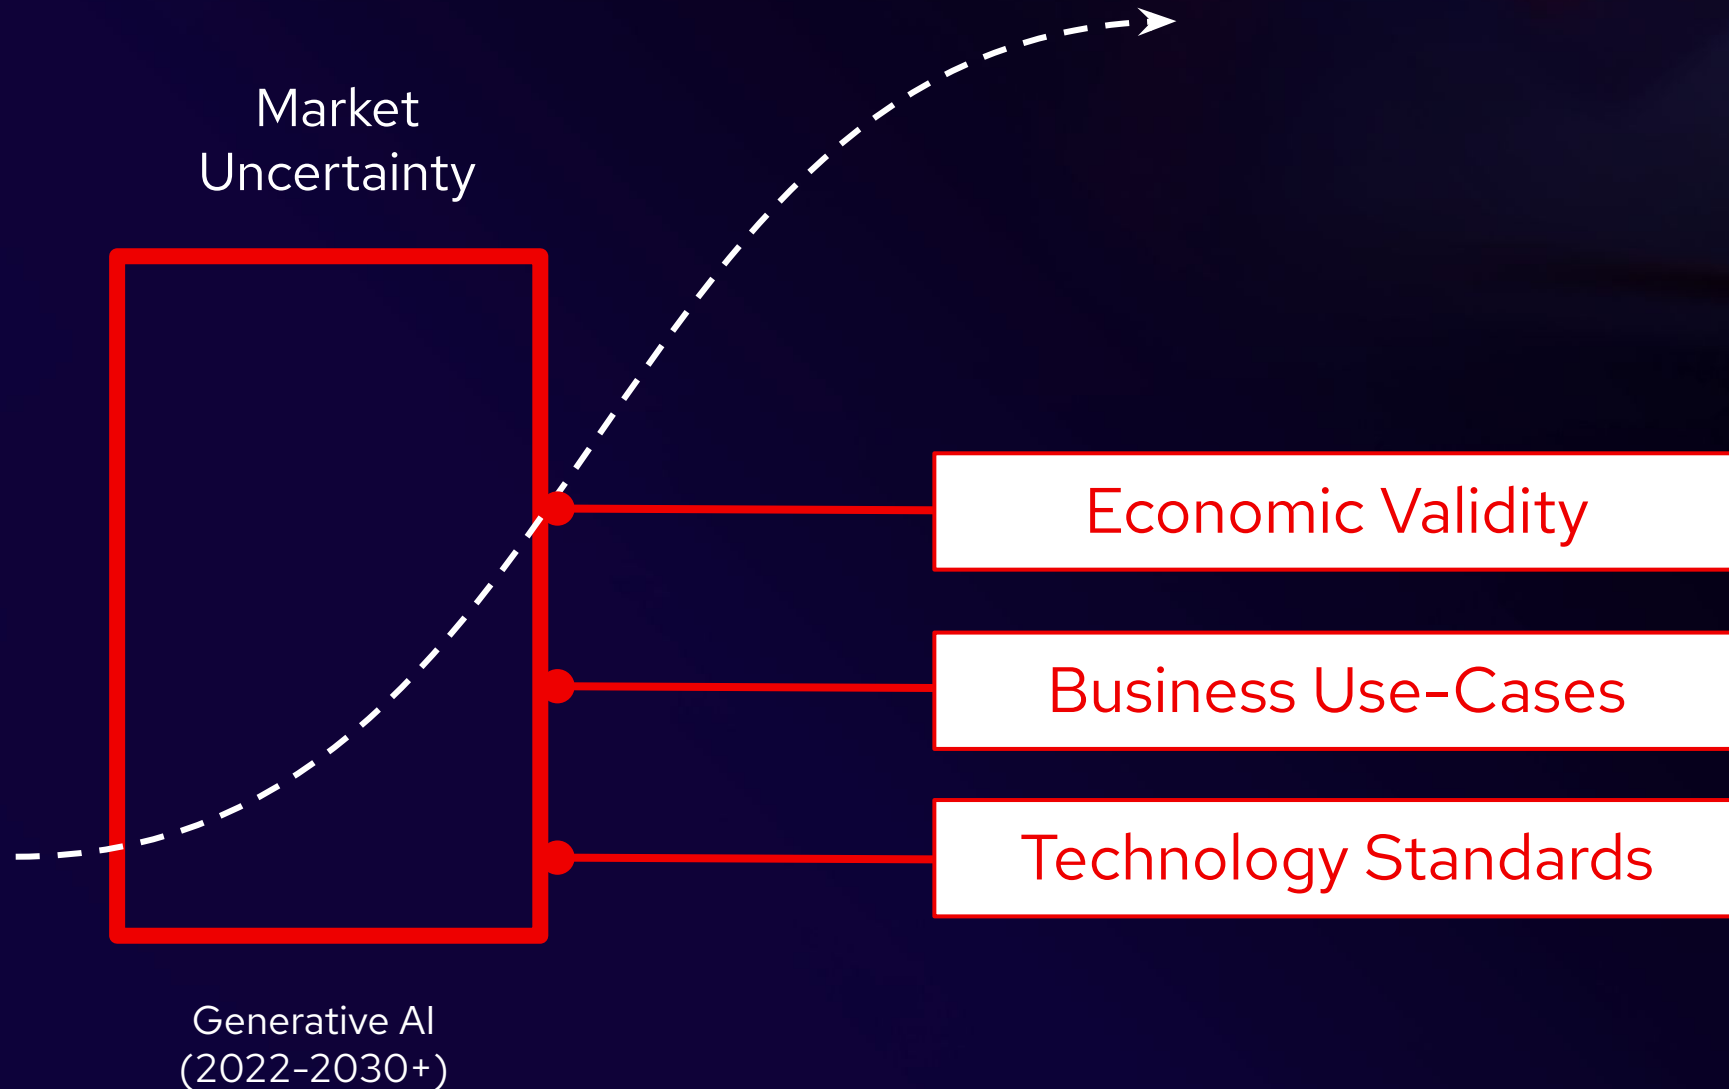 Market
Uncertainty
Economic Validity
Business Use-Cases
Technology Standards
Generative AI
(2022-2030+)